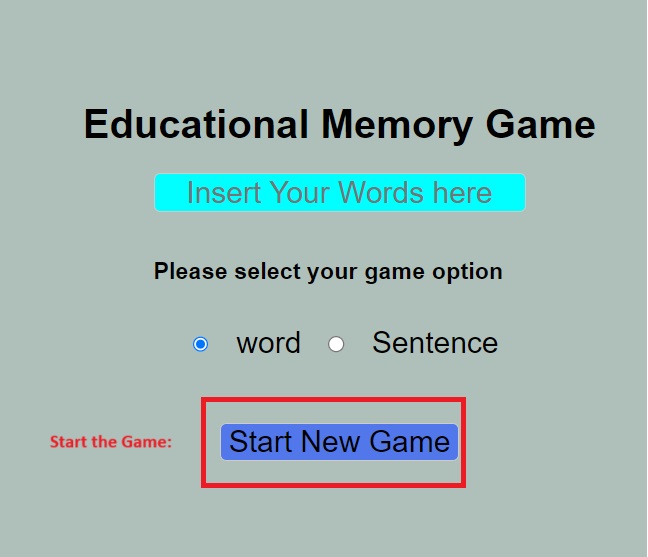 Educational Memory Game
Insert Your Words here
Please select your game option
word Sentence
Start the Game: Start New Game